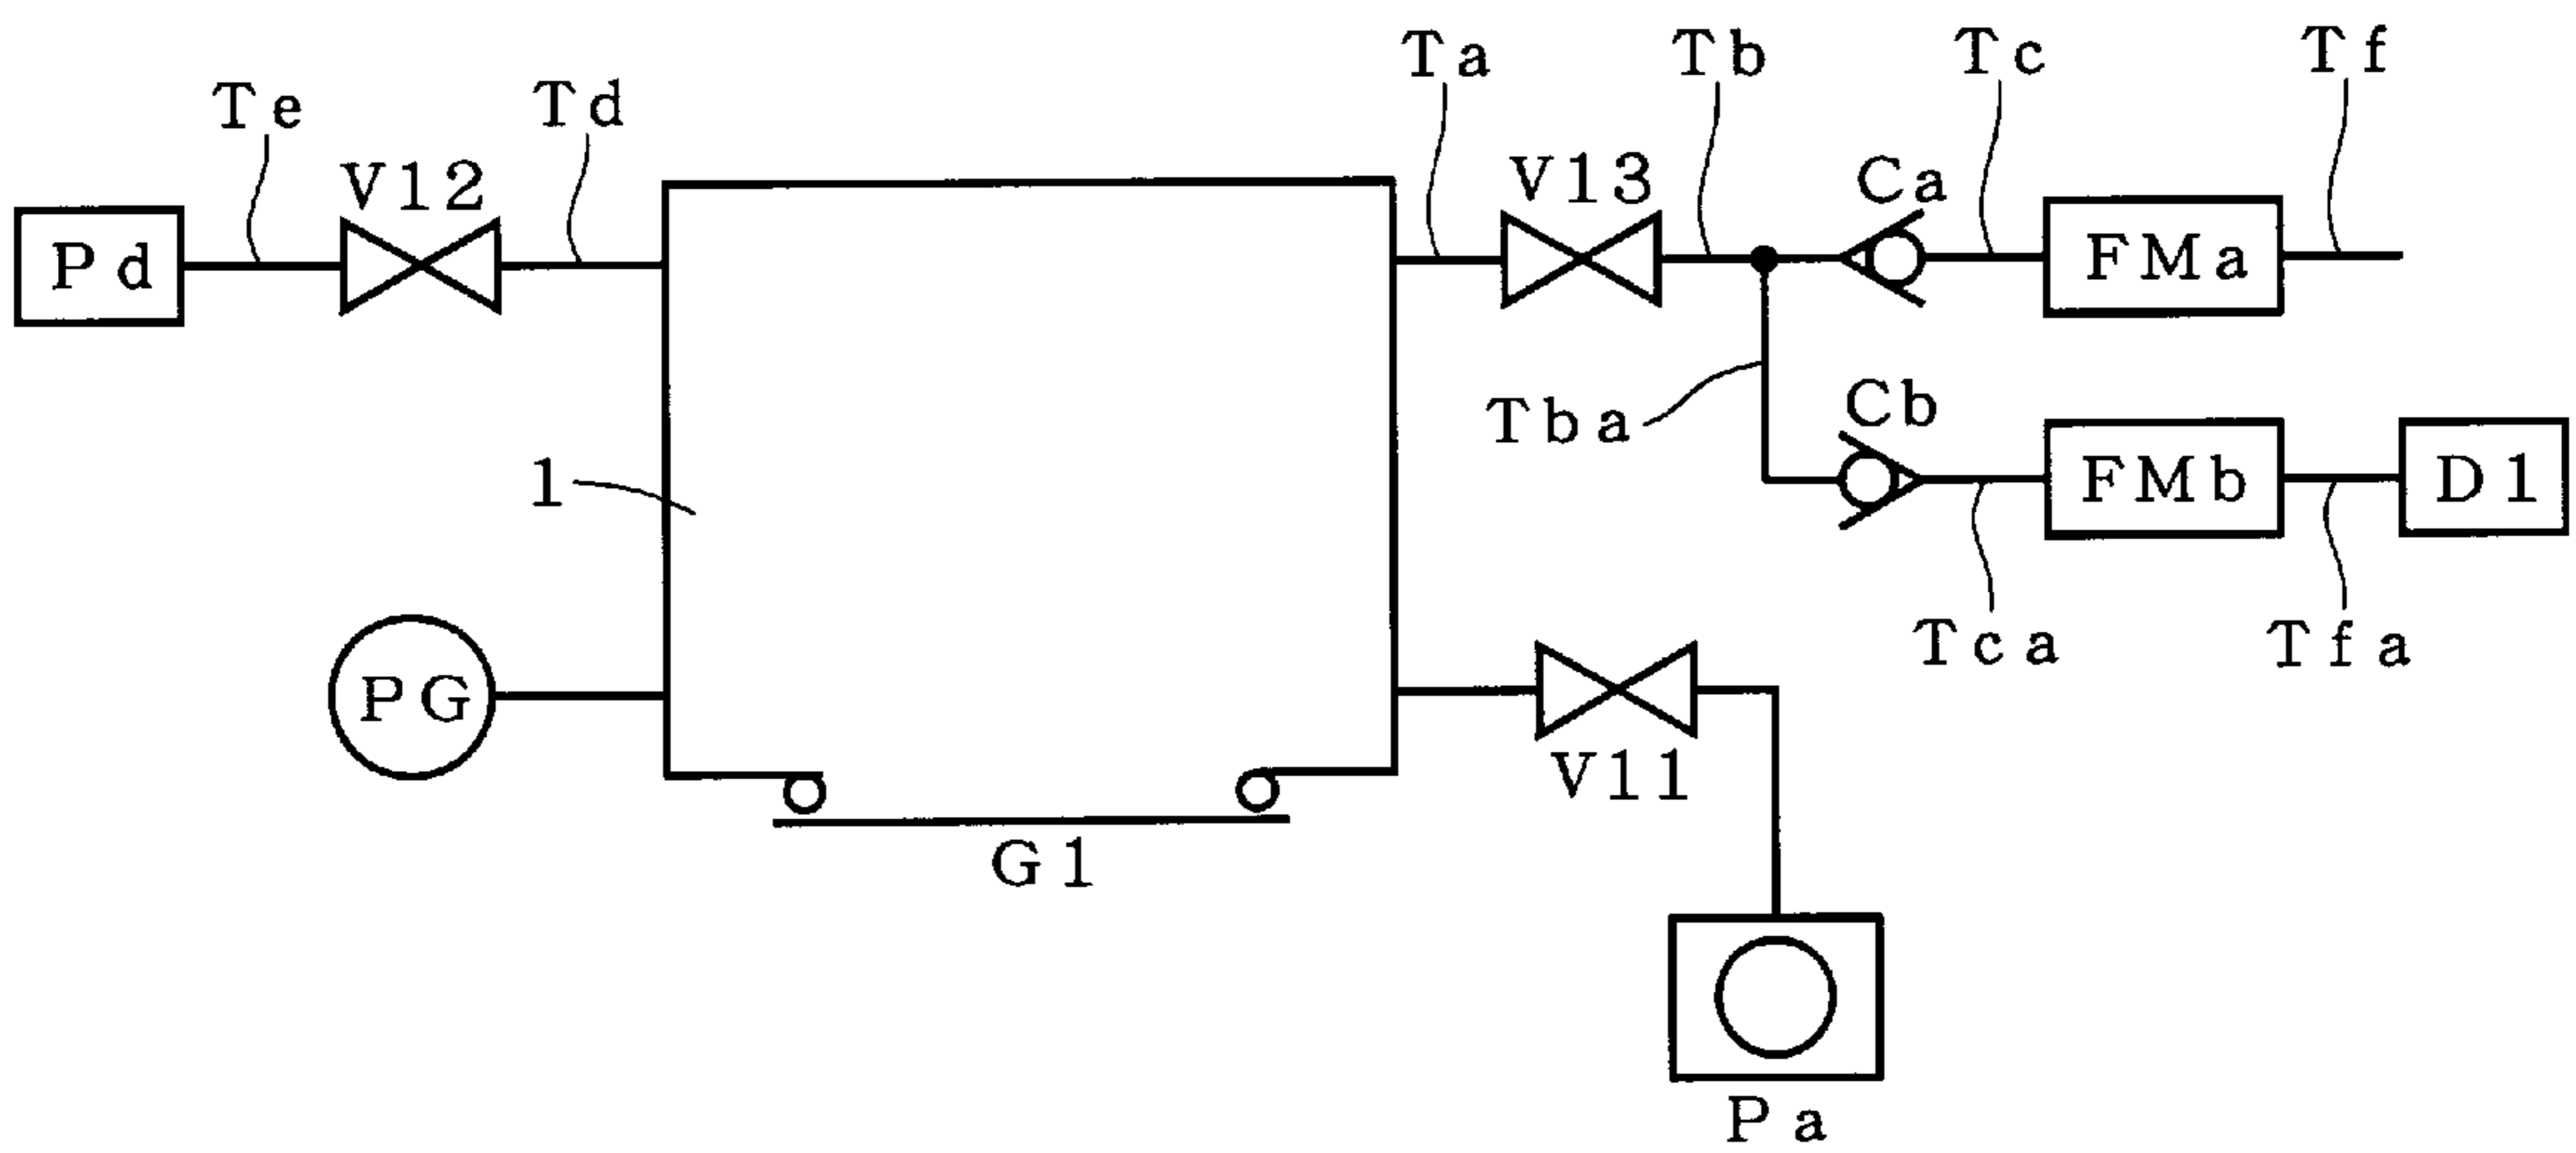 Ta Tb Tc Tf
Te Td
V12 V13 Ca
Pd FMa
Tba Cb
1 FMb D1
Tca Tfa
PG
V11
G1
Pa